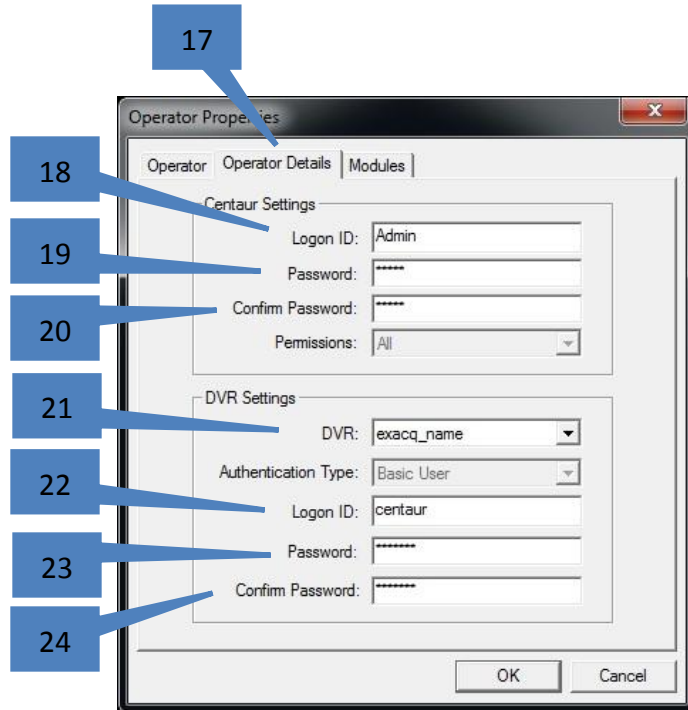 17
Operator Properties
Operator Operator Details Modules
18
Centaur Settings
Logon ID: Admin
19
Password: *****
20
Confirm Password: *****
Permissions: All
21
DVR Settings
DVR: exacq_name
22
Authentication Type: Basic User
Logon ID: centaur
23
Password: *******
24
Confirm Password: *******
OK Cancel